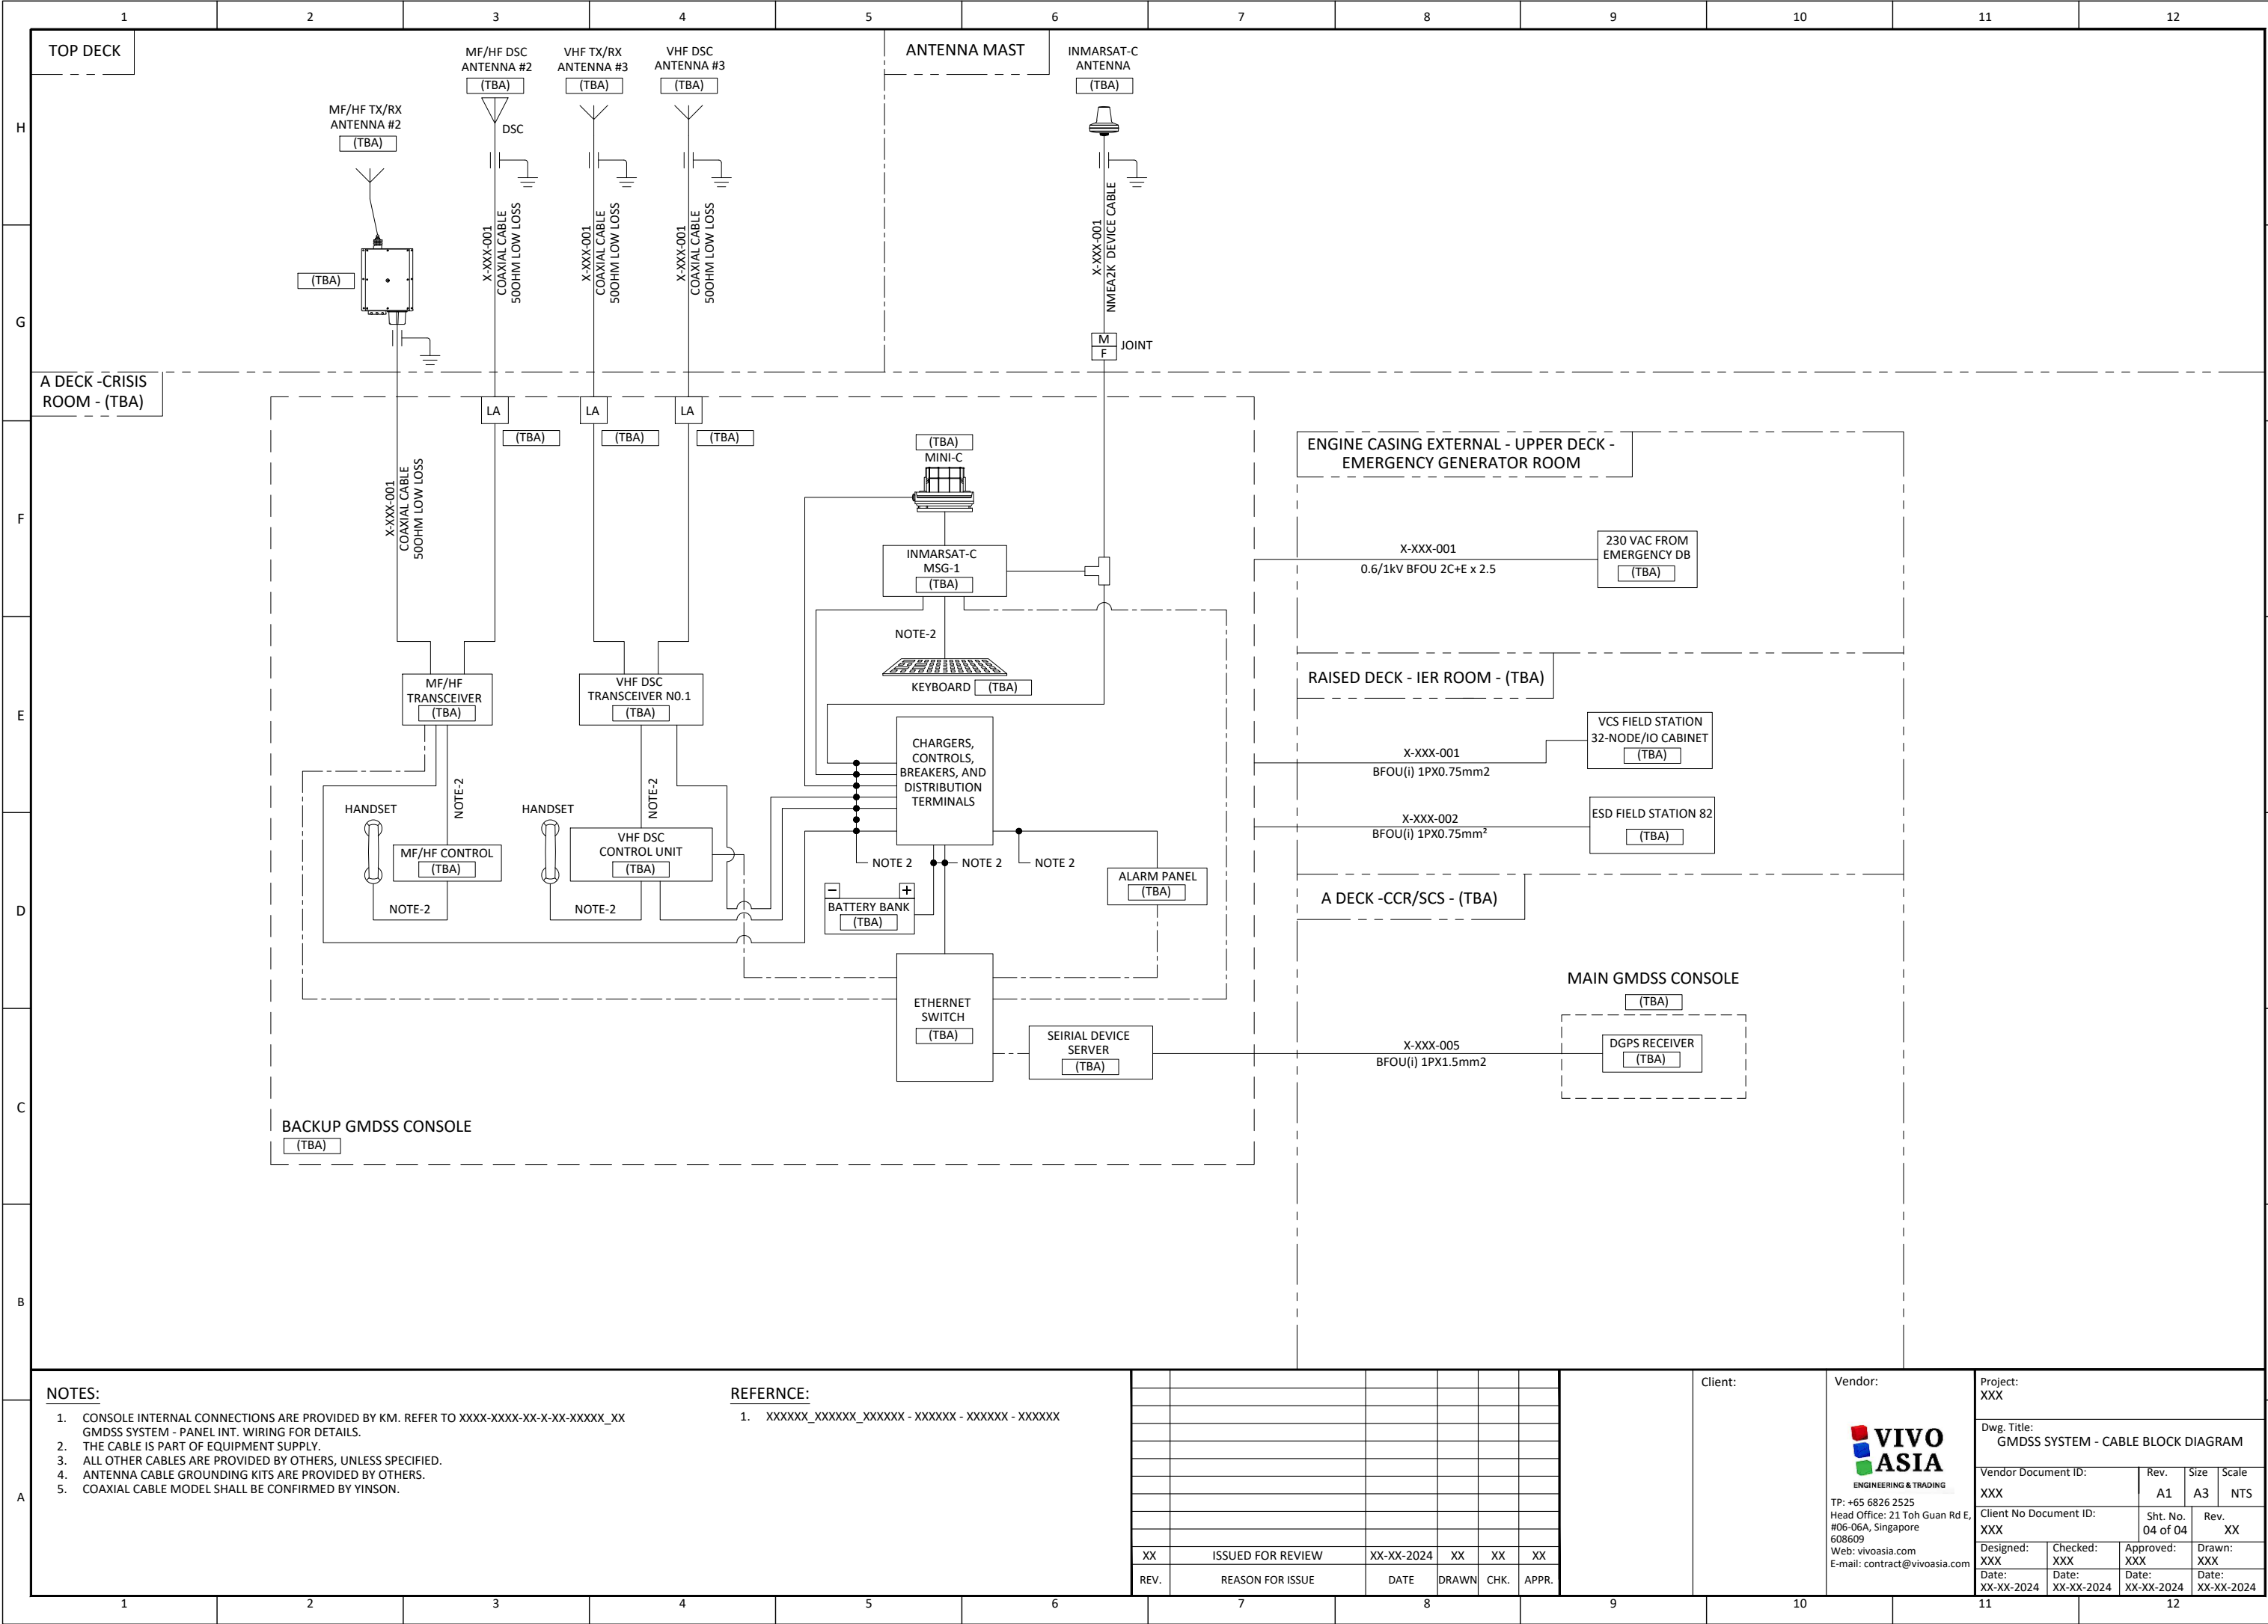 1 2 3 4 5 6 7 8 9 10 11 12
H
G
F
E
D
C
B
A
TOP DECK
MF/HF TX/RX
ANTENNA #2
(TBA)
(TBA)
MF/HF DSC
ANTENNA #2
(TBA)
DSC
VHF TX/RX
ANTENNA #3
(TBA)
VHF DSC
ANTENNA #3
(TBA)
X-XXX-001
COAXIAL CABLE
50OHM LOW LOSS
X-XXX-001
COAXIAL CABLE
50OHM LOW LOSS
X-XXX-001
COAXIAL CABLE
50OHM LOW LOSS
ANTENNA MAST
INMARSAT-C
ANTENNA
(TBA)
X-XXX-001
NMEA2K DEVICE CABLE
M
F
JOINT
A DECK -CRISIS
ROOM - (TBA)
LA
(TBA)
LA
(TBA)
LA
(TBA)
X-XXX-001
COAXIAL CABLE
50OHM LOW LOSS
(TBA)
MINI-C
INMARSAT-C
MSG-1
(TBA)
NOTE-2
KEYBOARD (TBA)
MF/HF
TRANSCEIVER
(TBA)
VHF DSC
TRANSCEIVER N0.1
(TBA)
CHARGERS,
CONTROLS,
BREAKERS, AND
DISTRIBUTION
TERMINALS
NOTE-2
NOTE-2
HANDSET
HANDSET
MF/HF CONTROL
(TBA)
VHF DSC
CONTROL UNIT
(TBA)
NOTE-2
NOTE-2
NOTE 2
NOTE 2
NOTE 2
BATTERY BANK
(TBA)
ALARM PANEL
(TBA)
ETHERNET
SWITCH
(TBA)
SEIRIAL DEVICE
SERVER
(TBA)
BACKUP GMDSS CONSOLE
(TBA)
ENGINE CASING EXTERNAL - UPPER DECK -
EMERGENCY GENERATOR ROOM
X-XXX-001
0.6/1kV BFOU 2C+E x 2.5
230 VAC FROM
EMERGENCY DB
(TBA)
RAISED DECK - IER ROOM - (TBA)
X-XXX-001
BFOU(i) 1PX0.75mm2
VCS FIELD STATION
32-NODE/IO CABINET
(TBA)
X-XXX-002
BFOU(i) 1PX0.75mm²
ESD FIELD STATION 82
(TBA)
A DECK -CCR/SCS - (TBA)
MAIN GMDSS CONSOLE
(TBA)
X-XXX-005
BFOU(i) 1PX1.5mm2
DGPS RECEIVER
(TBA)
NOTES:
1. CONSOLE INTERNAL CONNECTIONS ARE PROVIDED BY KM. REFER TO XXXX-XXXX-XX-X-XX-XXXXX_XX
GMDSS SYSTEM - PANEL INT. WIRING FOR DETAILS.
2. THE CABLE IS PART OF EQUIPMENT SUPPLY.
3. ALL OTHER CABLES ARE PROVIDED BY OTHERS, UNLESS SPECIFIED.
4. ANTENNA CABLE GROUNDING KITS ARE PROVIDED BY OTHERS.
5. COAXIAL CABLE MODEL SHALL BE CONFIRMED BY YINSON.
REFERNCE:
1. XXXXXX_XXXXXX_XXXXXX - XXXXXX - XXXXXX - XXXXXX
XX ISSUED FOR REVIEW XX-XX-2024 XX XX XX
REV. REASON FOR ISSUE DATE DRAWN CHK. APPR.
Client:
Vendor:
VIVO
ASIA
ENGINEERING & TRADING
TP: +65 6826 2525
Head Office: 21 Toh Guan Rd E,
#06-06A, Singapore
608609
Web: vivoasia.com
E-mail: contract@vivoasia.com
Project:
XXX
Dwg. Title:
GMDSS SYSTEM - CABLE BLOCK DIAGRAM
Vendor Document ID: Rev. Size Scale
XXX A1 A3 NTS
Client No Document ID: Sht. No. Rev.
XXX 04 of 04 XX
Designed: Checked: Approved: Drawn:
XXX XXX XXX XXX
Date: Date: Date: Date:
XX-XX-2024 XX-XX-2024 XX-XX-2024 XX-XX-2024
1 2 3 4 5 6 7 8 9 10 11 12